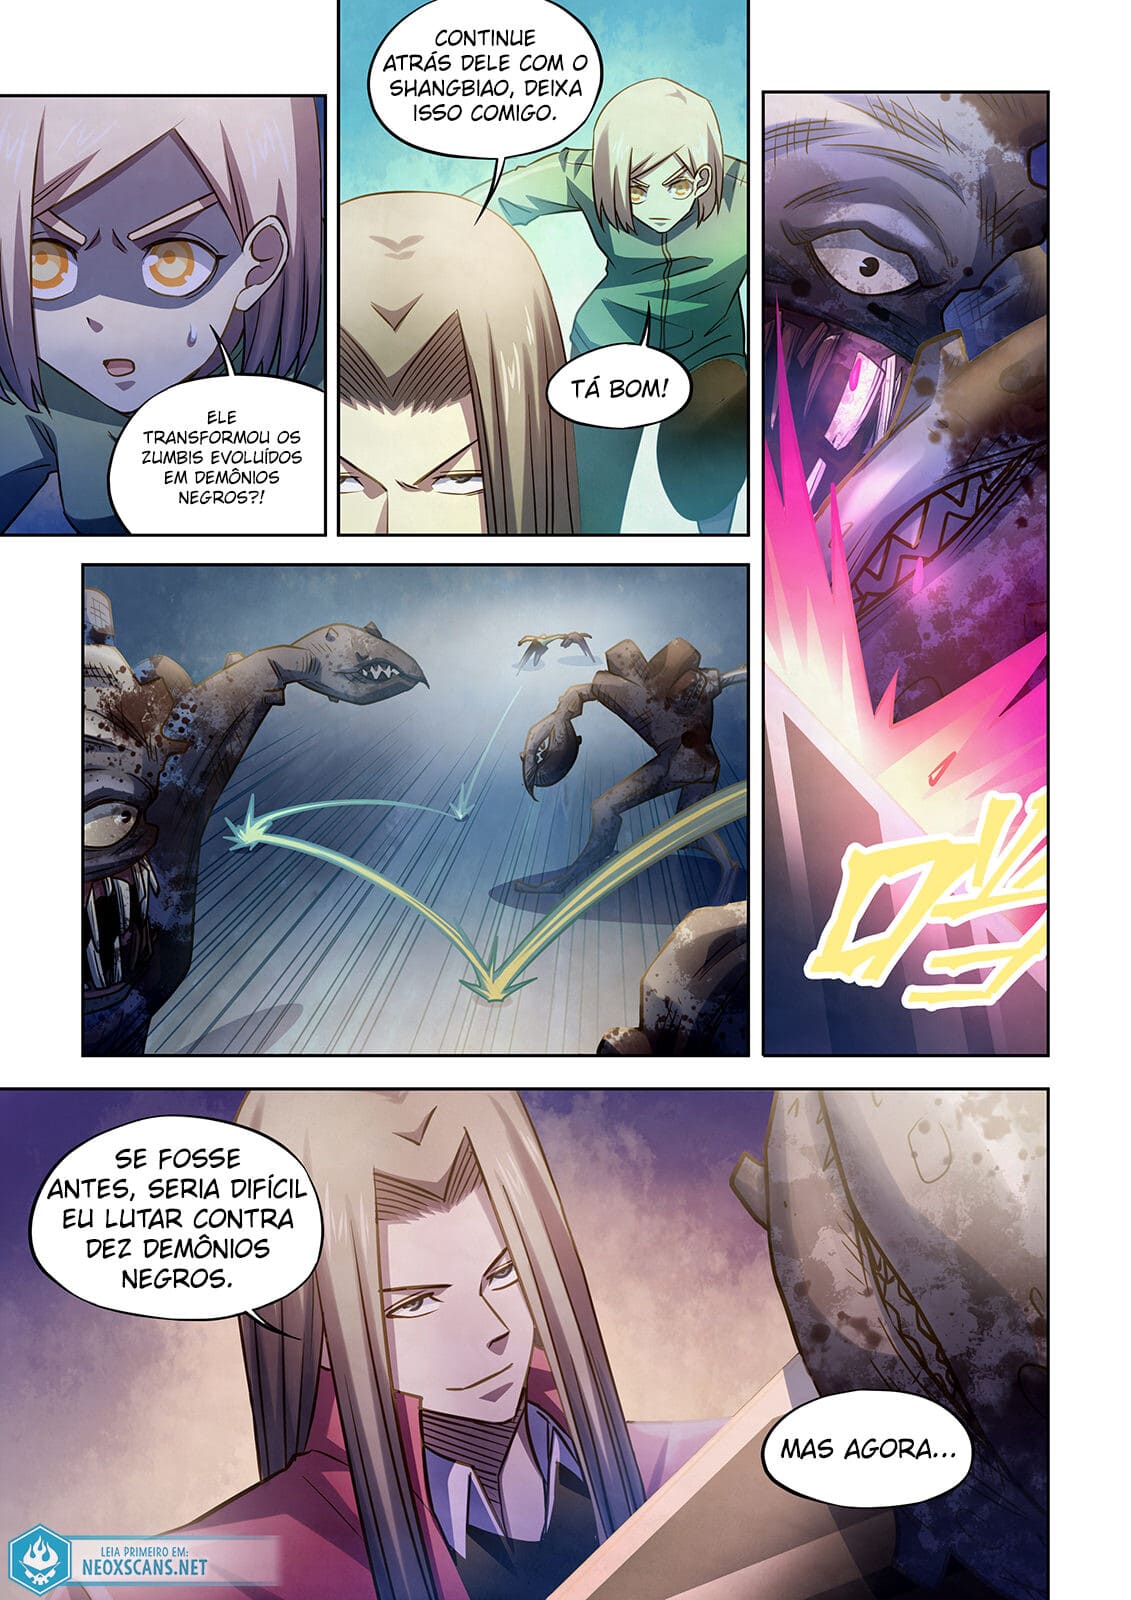 ELE
TRANSFORMOU OS
ZUMBIS EVOLUÍDOS
EM DEMÔNIOS
NEGROS?!
CONTINUE
ATRÁS DELE COM O
SHANGBIAO, DEIXA
ISSO COMIGO.
TÁ BOM!
SE FOSSE
ANTES, SERIA DIFÍCIL
EU LUTAR CONTRA
DEZ DEMÔNIOS
NEGROS.
MAS AGORA...
LEIA PRIMEIRO EM:
NEOXSCANS.NET